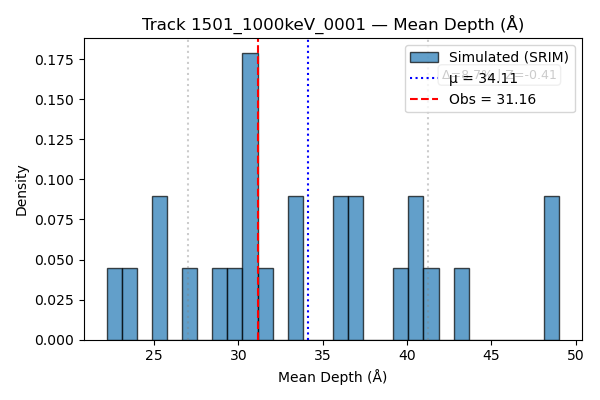 Track 1501_1000keV_0001 — Mean Depth (Å)
Density
0.175
0.150
0.125
0.100
0.075
0.050
0.025
0.000
Simulated (SRIM)
μ = 34.11
Obs = 31.16
-0.41
25
30
35
40
45
50
Mean Depth (Å)